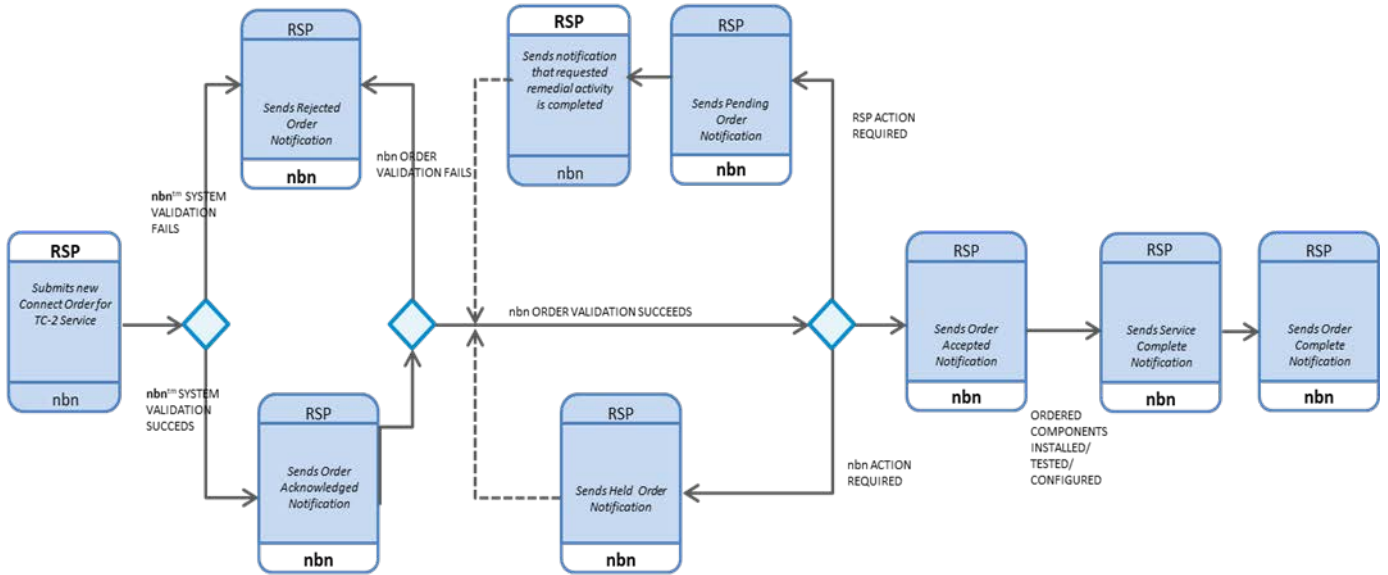 RSP
Submits new
Connect Order for
TC-2 Service
nbn
nbn™ SYSTEM
VALIDATION
FAILS
nbn™ SYSTEM
VALIDATION
SUCCEDS
RSP
Sends Rejected
Order
Notification
nbn
RSP
Sends Order
Acknowledged
Notification
nbn
nbn ORDER
VALIDATION FAILS
nbn ORDER VALIDATION SUCCEEDS
RSP
Sends notification
that requested
remedial activity
is completed
nbn
RSP
Sends Pending
Order
Notification
nbn
RSP ACTION
REQUIRED
RSP
Sends Held Order
Notification
nbn
nbn ACTION
REQUIRED
RSP
Sends Order
Accepted
Notification
nbn
ORDERED
COMPONENTS
INSTALLED/
TESTED/
CONFIGURED
RSP
Sends Service
Complete
Notification
nbn
RSP
Sends Order
Complete
Notification
nbn